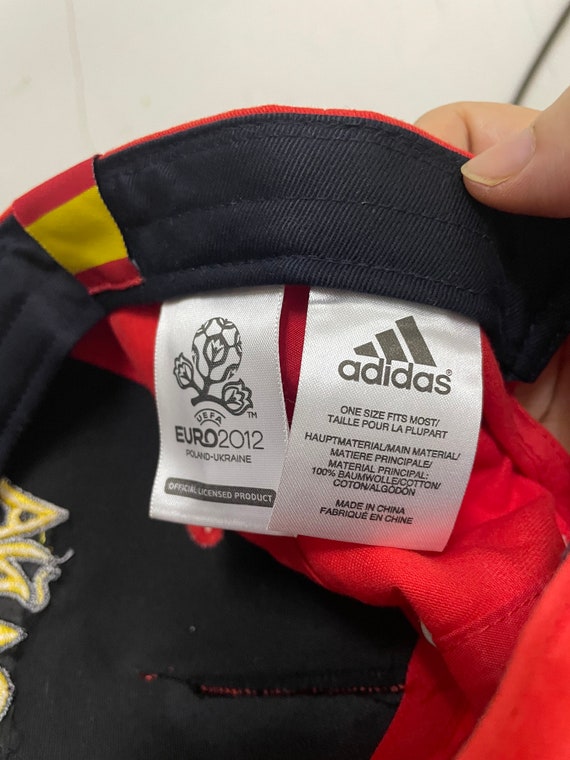 UEFA
EURO2012
POLAND-UKRAINE
OFFICIAL LICENSED PRODUCT
adidas
ONE SIZE FITS MOST/
TAILLE POUR LA PLUPART
HAUPTMATERIAL/MAIN MATERIAL/
MATIERE PRINCIPALE/
MATERIAL PRINCIPAL:
100% BAUMWOLLE/COTTON/
COTON/ALGODÓN
MADE IN CHINA
FABRIQUÉ EN CHINE